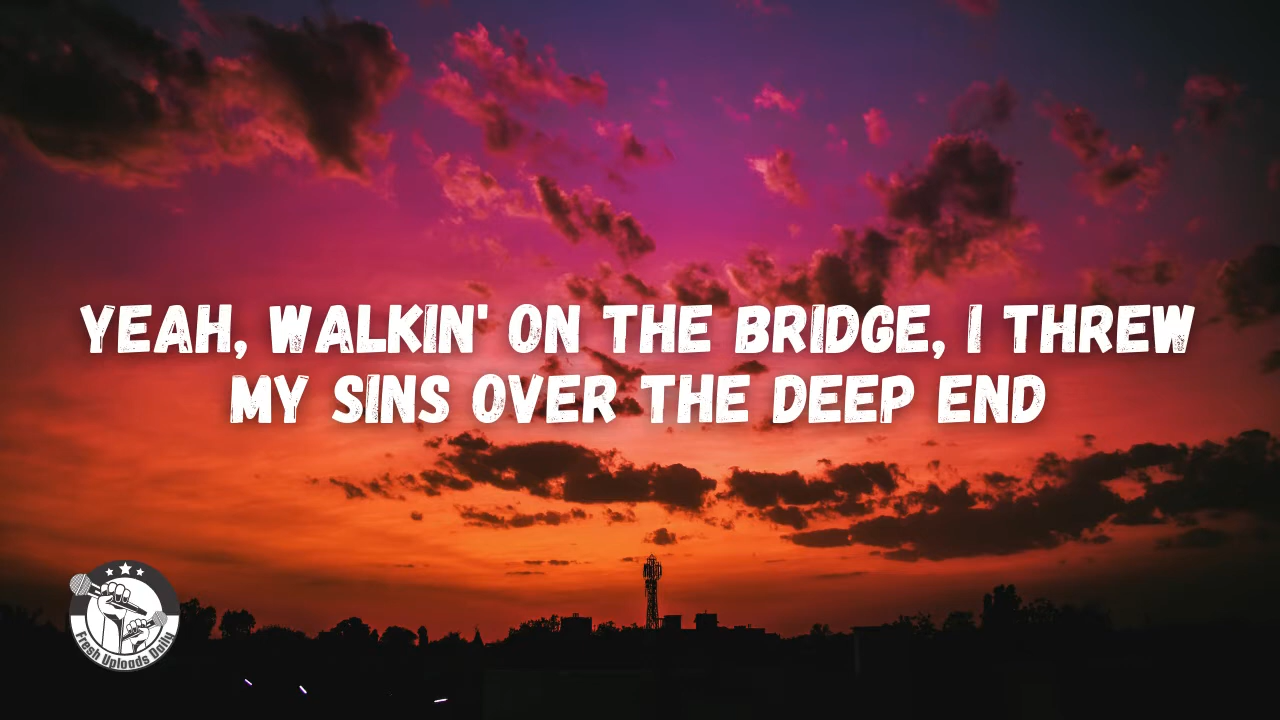 YEAH, WALKIN' ON THE BRIDGE, I THREW
MY SINS OVER THE DEEP END
Fresh Uploads Daily